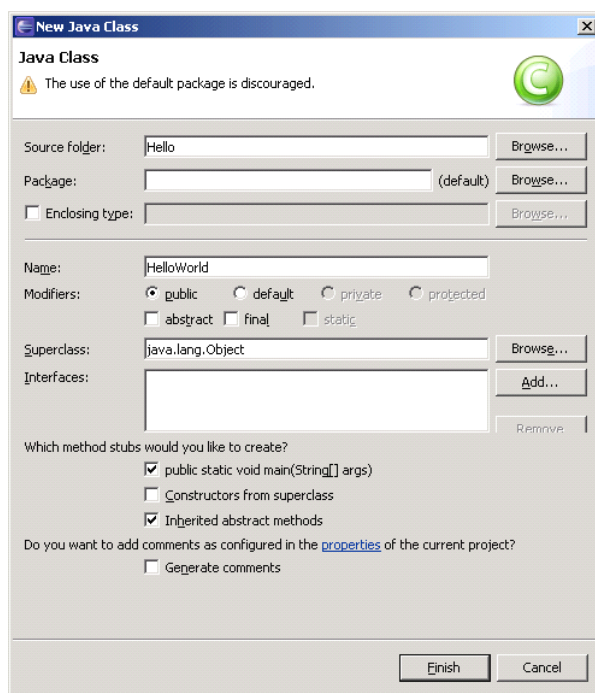 New Java Class
Java Class
The use of the default package is discouraged.
Source folder: Hello Browse...
Package: (default) Browse...
Enclosing type: Browse...
Name: HelloWorld
Modifiers: public default private protected
abstract final static
Superclass: java.lang.Object Browse...
Interfaces: Add...
Remove
Which method stubs would you like to create?
public static void main(String[] args)
Constructors from superclass
Inherited abstract methods
Do you want to add comments as configured in the properties of the current project?
Generate comments
Finish Cancel